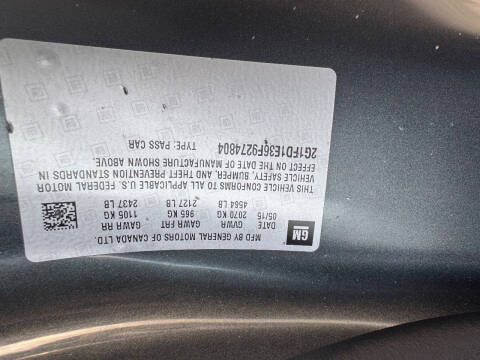 GM
MFD BY GENERAL MOTORS OF CANADA LTD.
DATE GVWR GAWR FRT GAWR RR
05/15 2070 KG 965 KG 1105 KG
4564 LB 2127 LB 2437 LB
THIS VEHICLE CONFORMS TO ALL APPLICABLE U.S. FEDERAL MOTOR
VEHICLE SAFETY, BUMPER, AND THEFT PREVENTION STANDARDS IN
EFFECT ON THE DATE OF MANUFACTURE SHOWN ABOVE.
2G1FD1E36F9274804 TYPE: PASS CAR